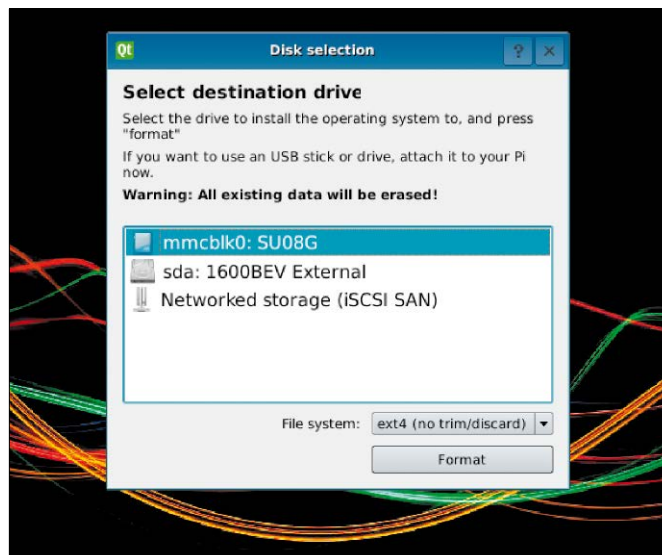 Qt
Disk selection
? ×
Select destination drive
Select the drive to install the operating system to, and press
"format"
If you want to use an USB stick or drive, attach it to your Pi
now.
Warning: All existing data will be erased!
mmcblk0: SU08G
sda: 1600BEV External
Networked storage (iSCSI SAN)
File system: ext4 (no trim/discard)
Format